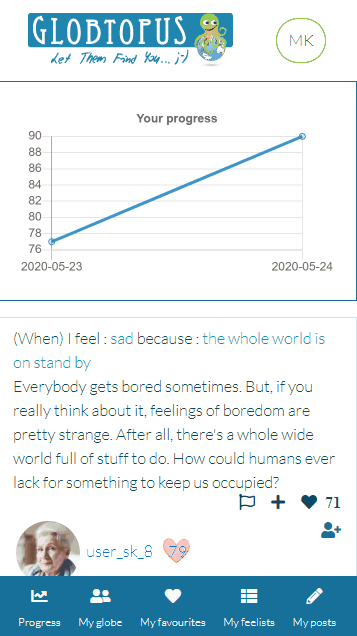 GLOBTOPUS
Let Them Find You... ;-)
MK
Your progress
90
88
86
84
82
80
78
76
2020-05-23
2020-05-24
(When) I feel : sad because : the whole world is
on stand by
Everybody gets bored sometimes. But, if you
really think about it, feelings of boredom are
pretty strange. After all, there's a whole wide
world full of stuff to do. How could humans ever
lack for something to keep us occupied?
71
user_sk_8 79
Progress My globe My favourites My feelists My posts